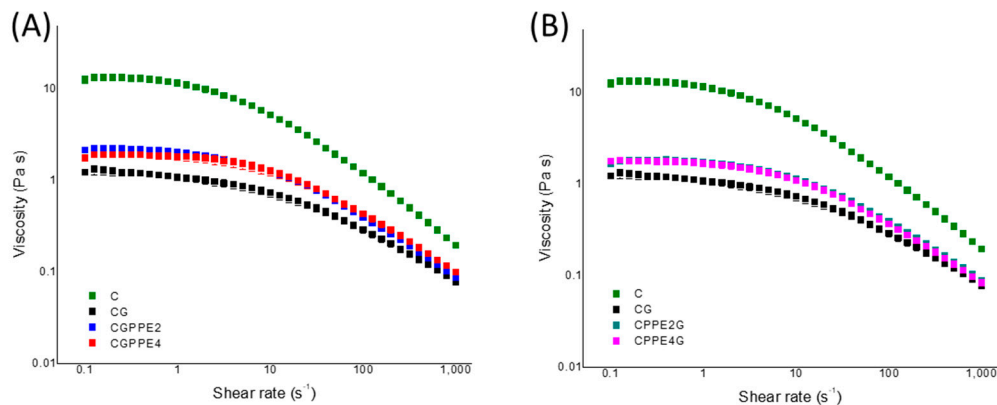 (A)
Viscosity (Pa s)
10
1
0.1
0.01
C
CG
CGPPE2
CGPPE4
0.1 1 10 100 1,000
Shear rate (s⁻¹)
(B)
Viscosity (Pa s)
10
1
0.1
0.01
C
CG
CPPE2G
CPPE4G
0.1 1 10 100 1,000
Shear rate (s⁻¹)